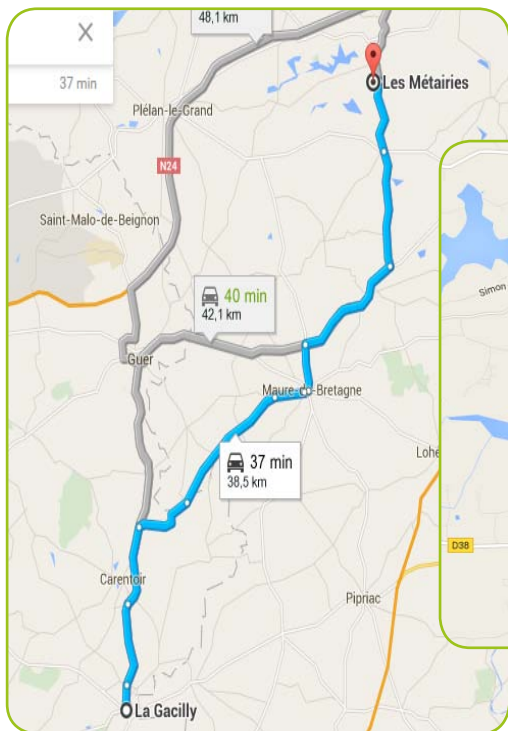 48,1 km
37 min
Les Métairies
Plélan-le-Grand
N24
Saint-Malo-de-Beignon
Simon
40 min
42,1 km
Guer
Maure-de-Bretagne
37 min
38,5 km
Lohé
D38
Carentoir
Pipriac
La Gacilly